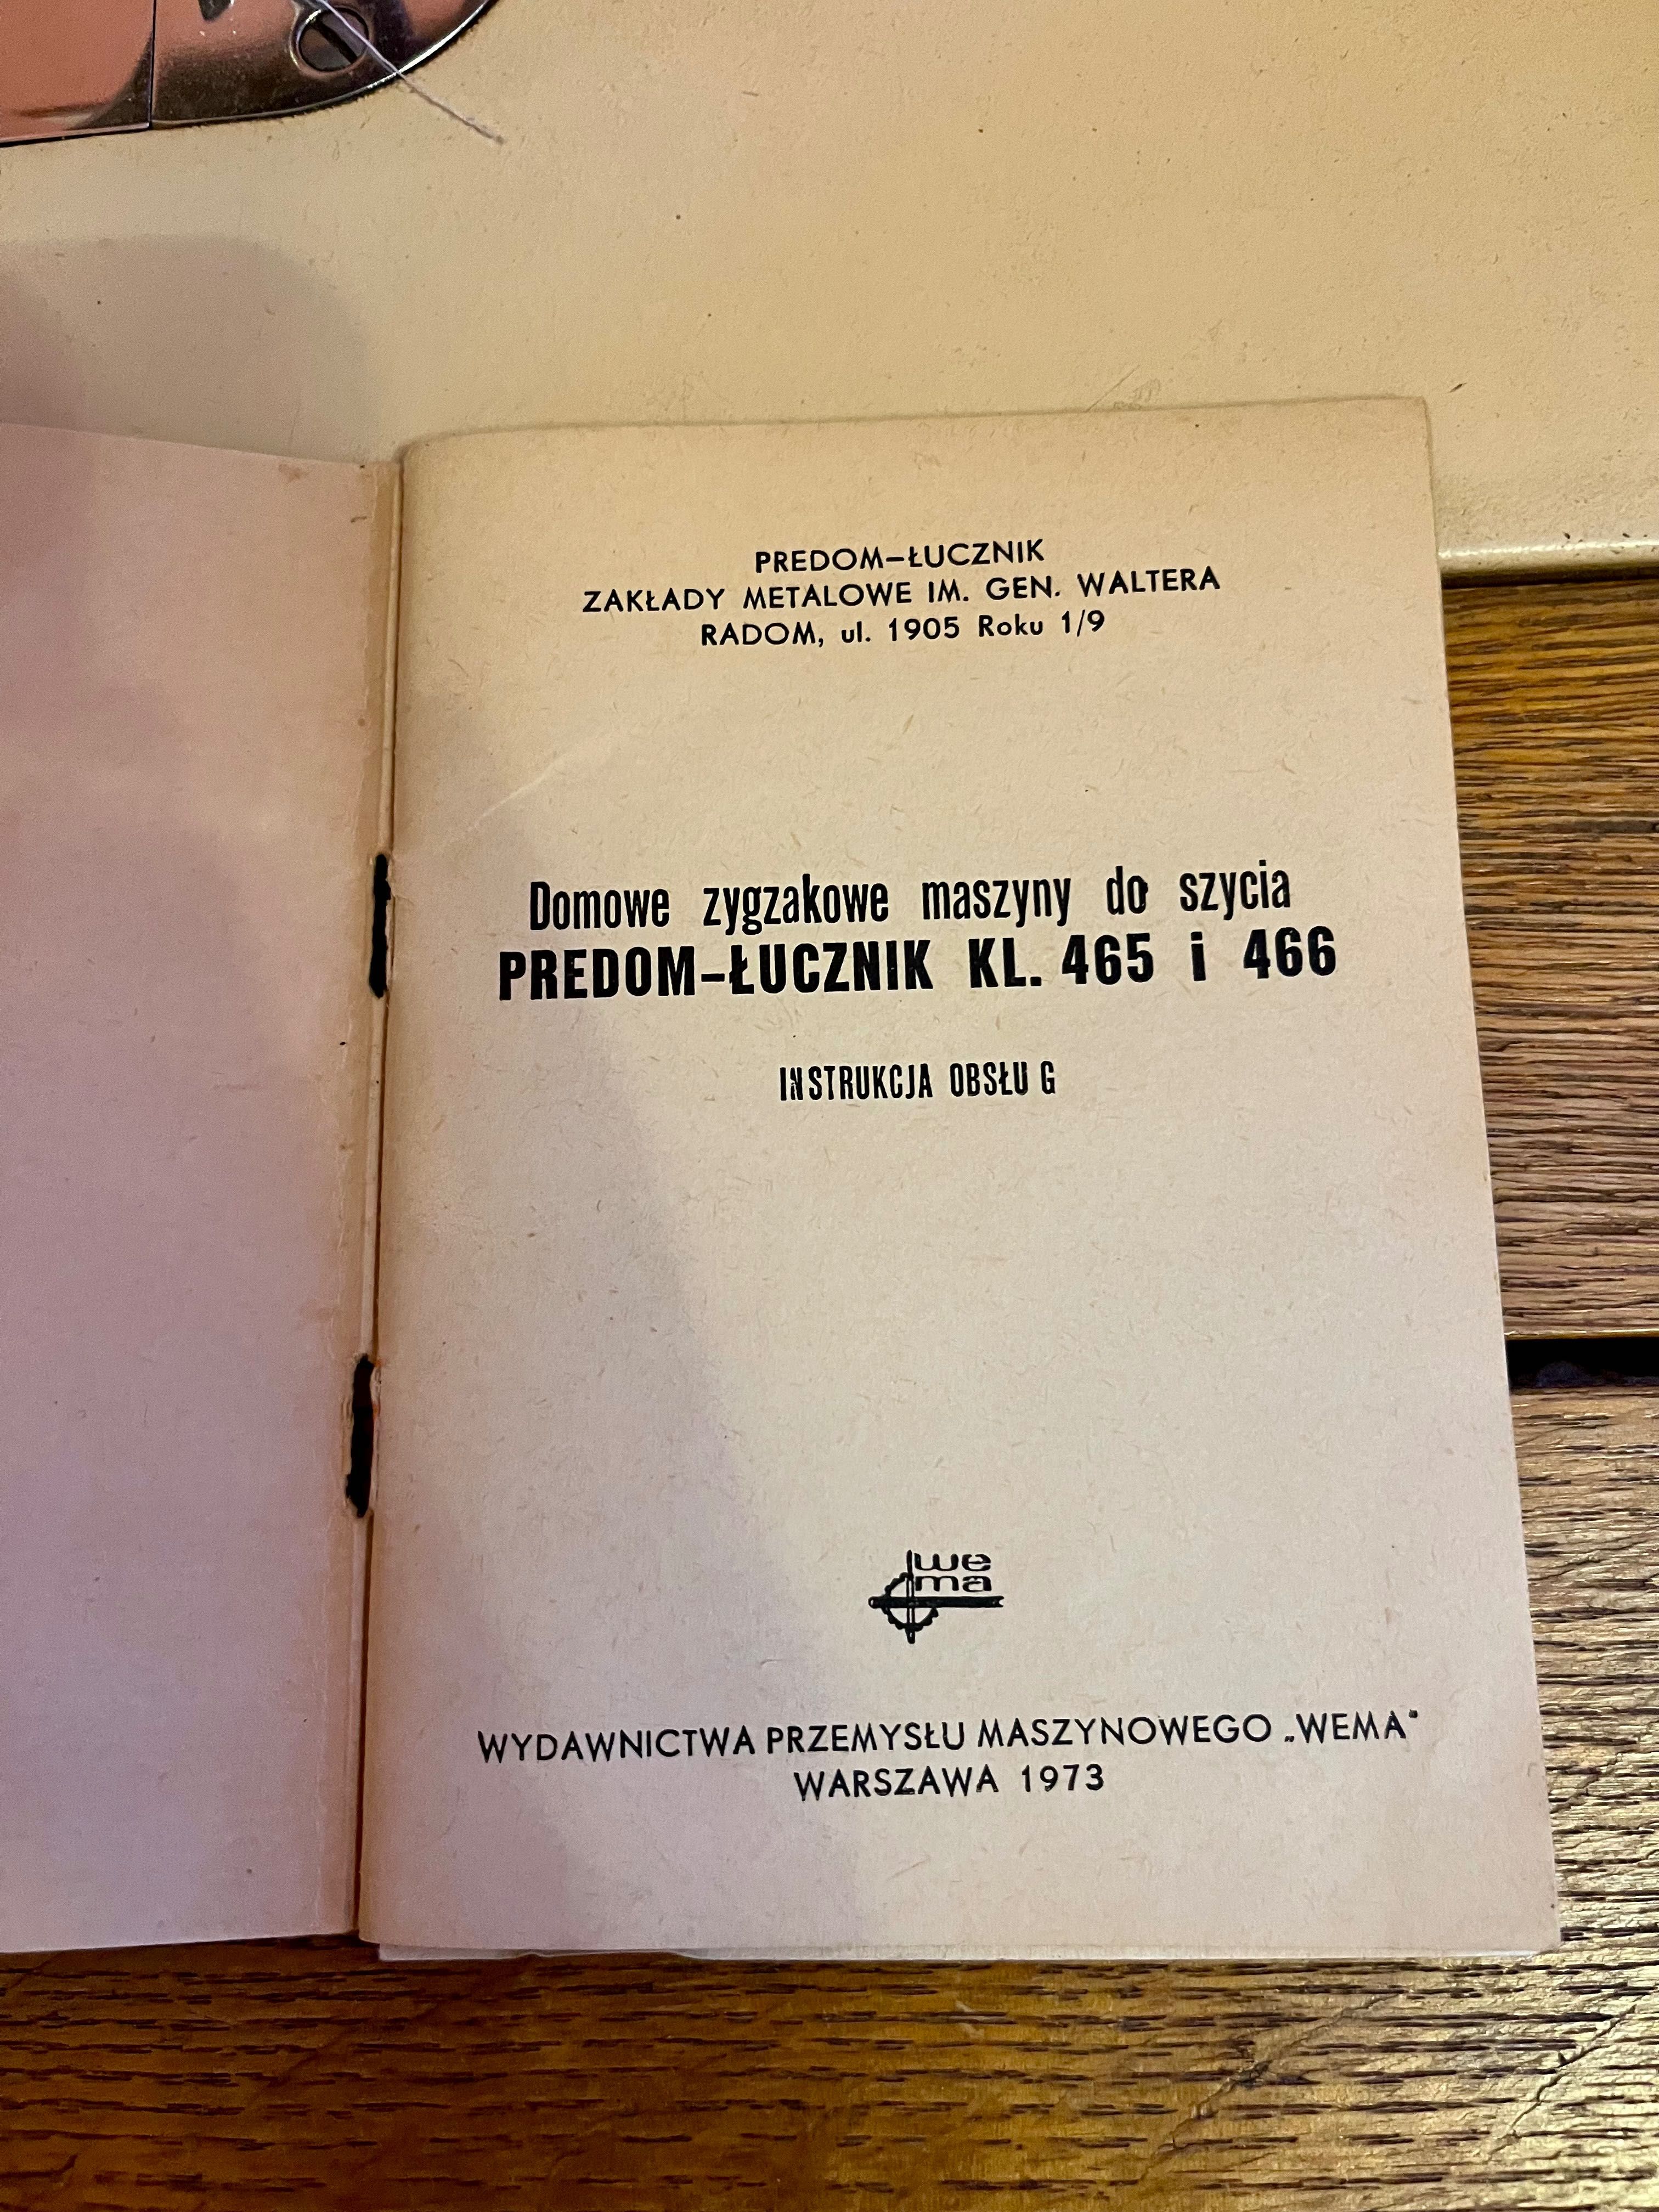 PREDOM–ŁUCZNIK
ZAKŁADY METALOWE IM. GEN. WALTERA
RADOM, ul. 1905 Roku 1/9
Domowe zygzakowe maszyny do szycia
PREDOM–ŁUCZNIK KL. 465 i 466
INSTRUKCJA OBSŁU G
we
ma
WYDAWNICTWA PRZEMYSŁU MASZYNOWEGO „WEMA"
WARSZAWA 1973